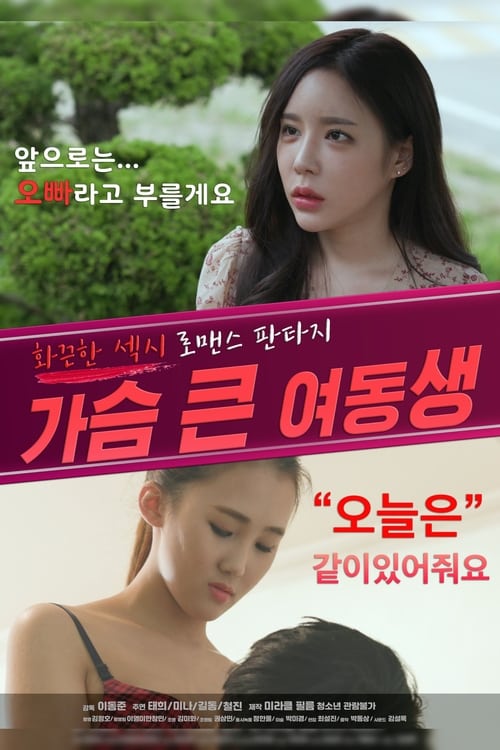 앞으로는...
오빠라고 부를게요
화끈한 섹시 로맨스 판타지
가슴 큰 여동생
“오늘은”
같이있어줘요
감독 이동준 주연 태희/미나/길동/철진 제작 미라클 필름 청소년 관람불가